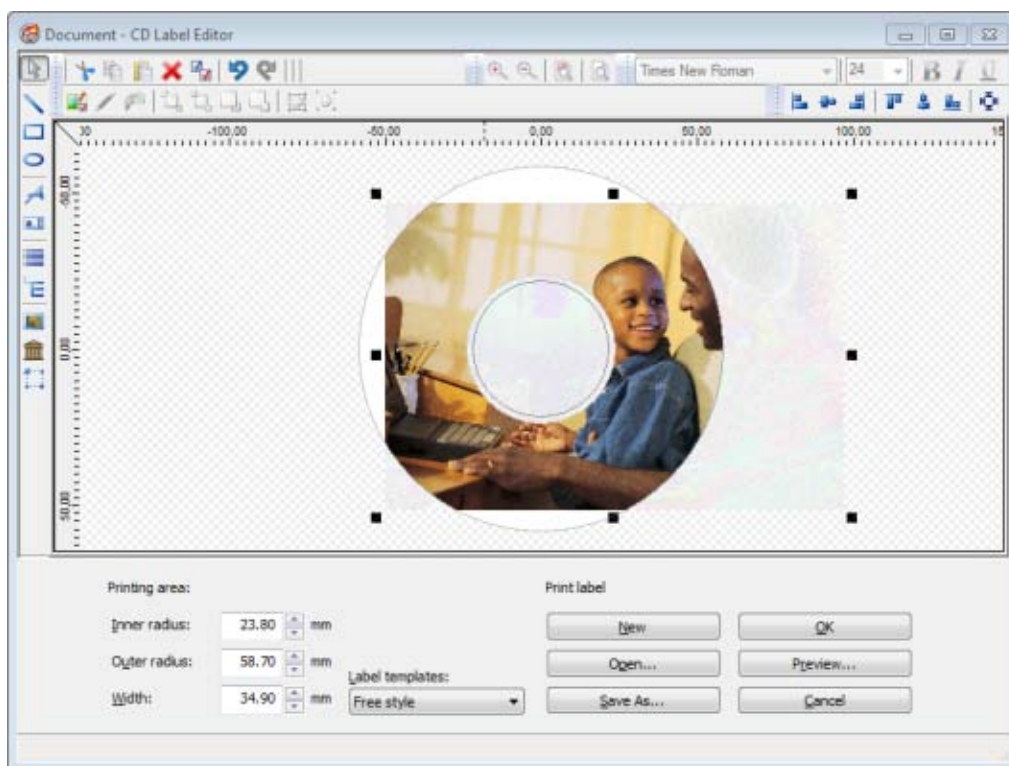 Document - CD Label Editor
Times New Roman 24 B I U
-100,00 -50,00 0,00 50,00 100,00
-50,00
0,00
50,00
Printing area: Print label
Inner radius: 23.80 mm New OK
Outer radius: 58.70 mm Open... Preview...
Label templates:
Width: 34.90 mm Free style Save As... Cancel